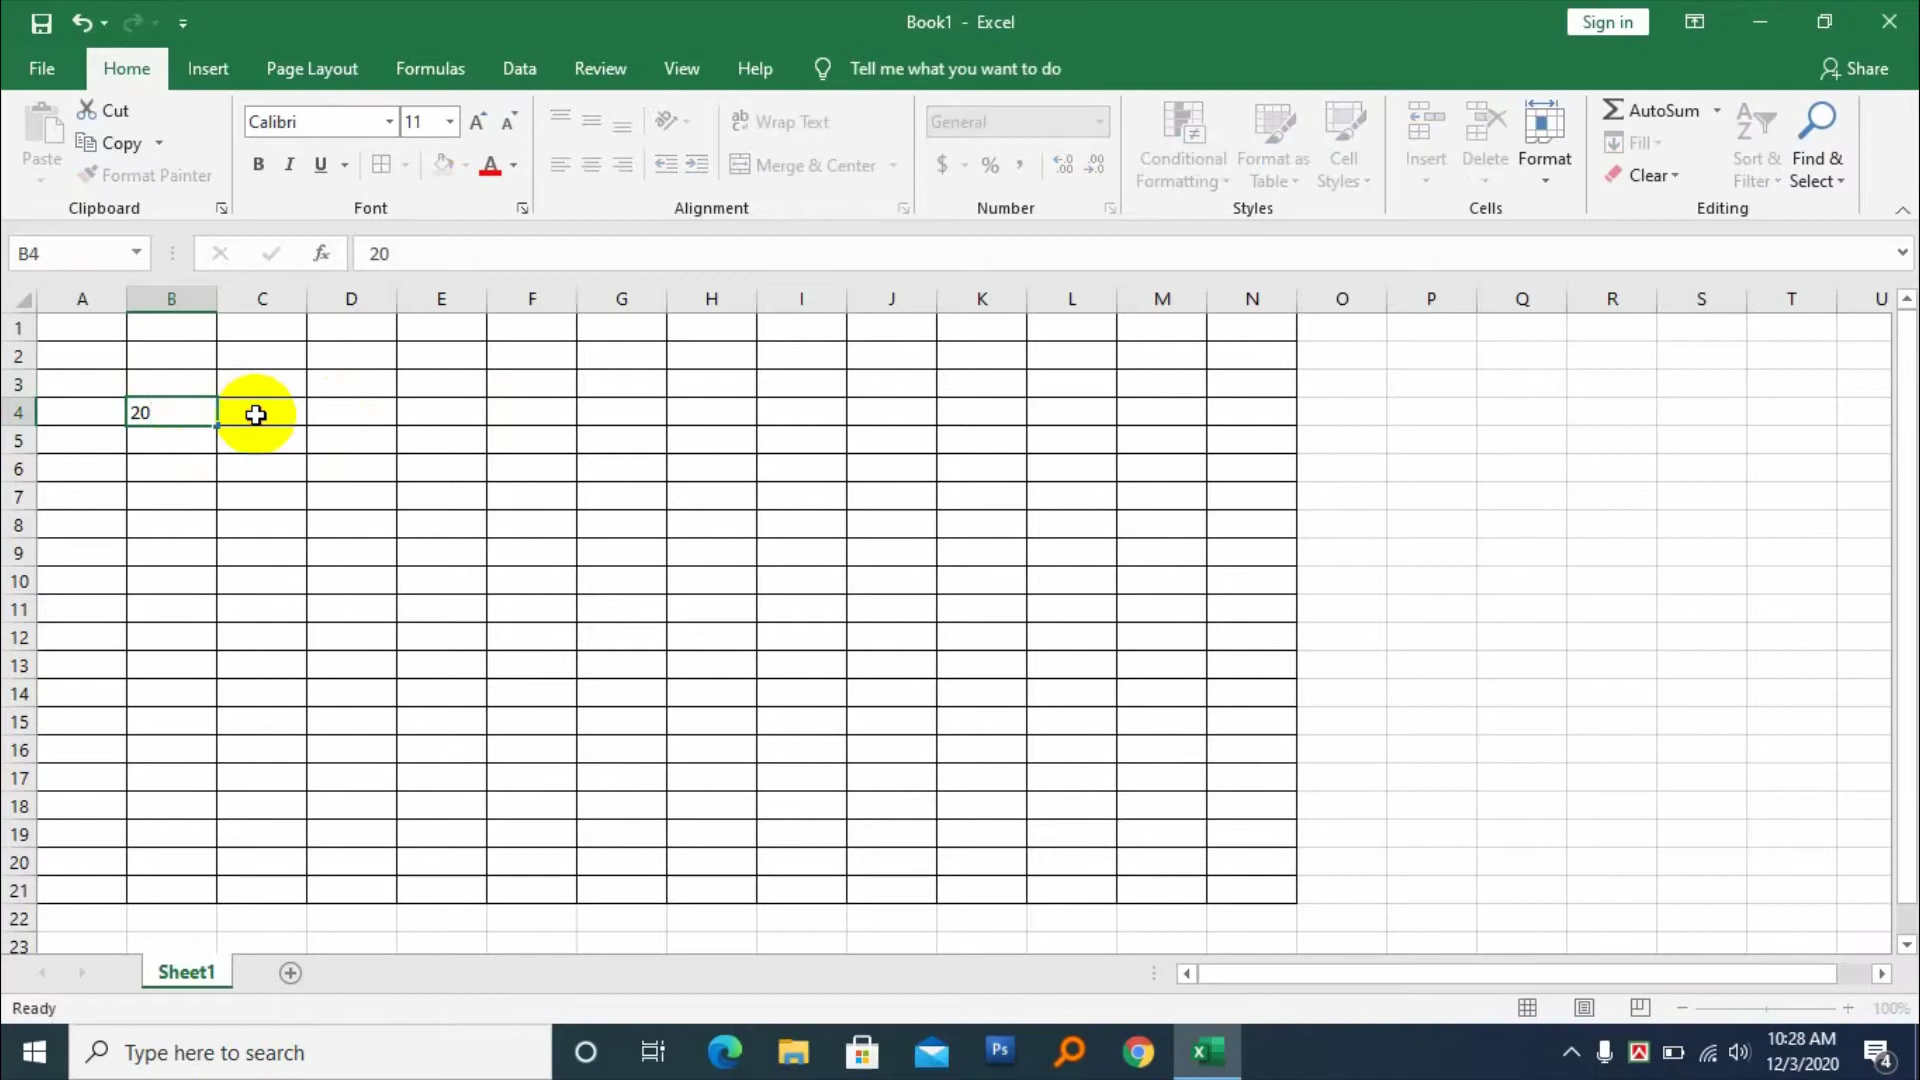 Book1 - Excel
Sign in
File Home Insert Page Layout Formulas Data Review View Help Tell me what you want to do Share
Paste
Cut
Copy
Format Painter
Clipboard
Calibri 11 A A
B I U A
Font
ab Wrap Text
Merge & Center
Alignment
General
$ % ,
Number
Conditional Formatting
Format as Table
Cell Styles
Styles
Insert Delete Format
Cells
AutoSum
Fill
Clear
Sort & Filter
Find & Select
Editing
B4 fx 20
A B C D E F G H I J K L M N O P Q R S T U
1
2
3
4 20
5
6
7
8
9
10
11
12
13
14
15
16
17
18
19
20
21
22
23
Sheet1
Ready 100%
Type here to search Ps 10:28 AM
12/3/2020 4